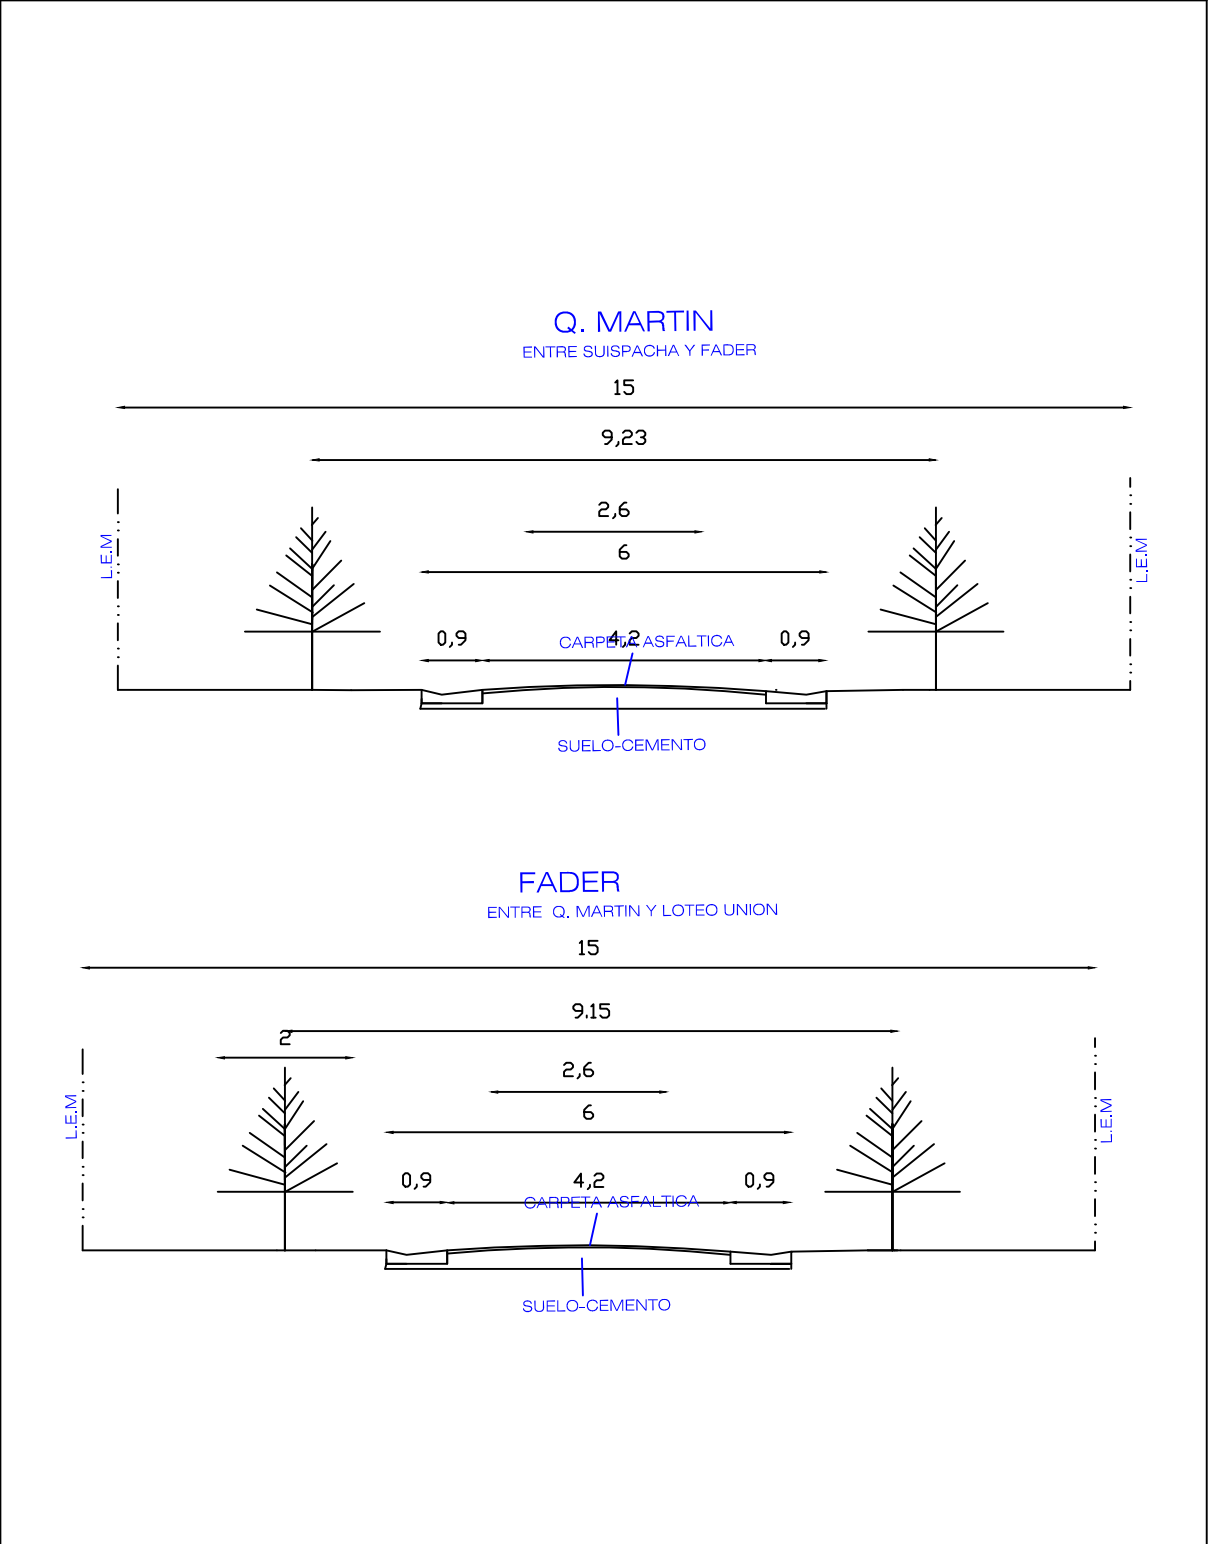 Q. MARTIN
ENTRE SUISPACHA Y FADER
15
9,23
2,6
6
L.E.M
L.E.M
0,9
4,2
0,9
CARPETA ASFALTICA
SUELO-CEMENTO
FADER
ENTRE Q. MARTIN Y LOTEO UNION
15
9.15
2
2,6
6
L.E.M
L.E.M
0,9
4,2
0,9
CARPETA ASFALTICA
SUELO-CEMENTO